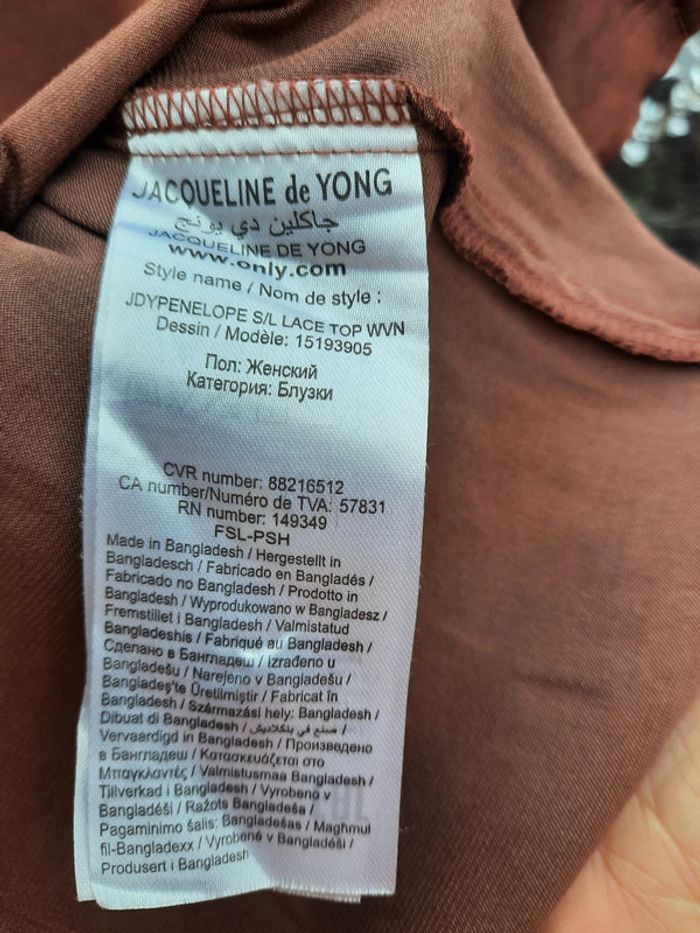 JACQUELINE de YONG
جاكلين دي يونج
JACQUELINE DE YONG
www.only.com
Style name / Nom de style :
JDYPENELOPE S/L LACE TOP WVN
Dessin / Modèle: 15193905
Пол: Женский
Категория: Блузки
CVR number: 88216512
CA number/Numéro de TVA: 57831
RN number: 149349
FSL-PSH
Made in Bangladesh / Hergestellt in
Bangladesch / Fabricado en Bangladés /
Fabricado no Bangladesh / Prodotto in
Bangladesh / Wyprodukowano w Bangladesz /
Fremstillet i Bangladesh / Valmistatud
Bangladeshis / Fabriqué au Bangladesh /
Сделано в Бангладеш / Izrađeno u
Bangladešu / Narejeno v Bangladešu /
Bangladeş'te Üretilmiştir / Fabricat în
Bangladesh / Származási hely: Bangladesh /
Dibuat di Bangladesh / صنع في بنكلاديش /
Vervaardigd in Bangladesh / Произведено
в Бангладеш / Κατασκευάζεται στο
Μπαγκλαντές / Valmistusmaa Bangladesh /
Tillverkad i Bangladesh / Vyrobeno v
Bangladéši / Ražots Bangladeša /
Pagaminimo šalis: Bangladešas / Maghmul
fil-Bangladexx / Vyrobené v Bangladéši /
Produsert i Bangladesh